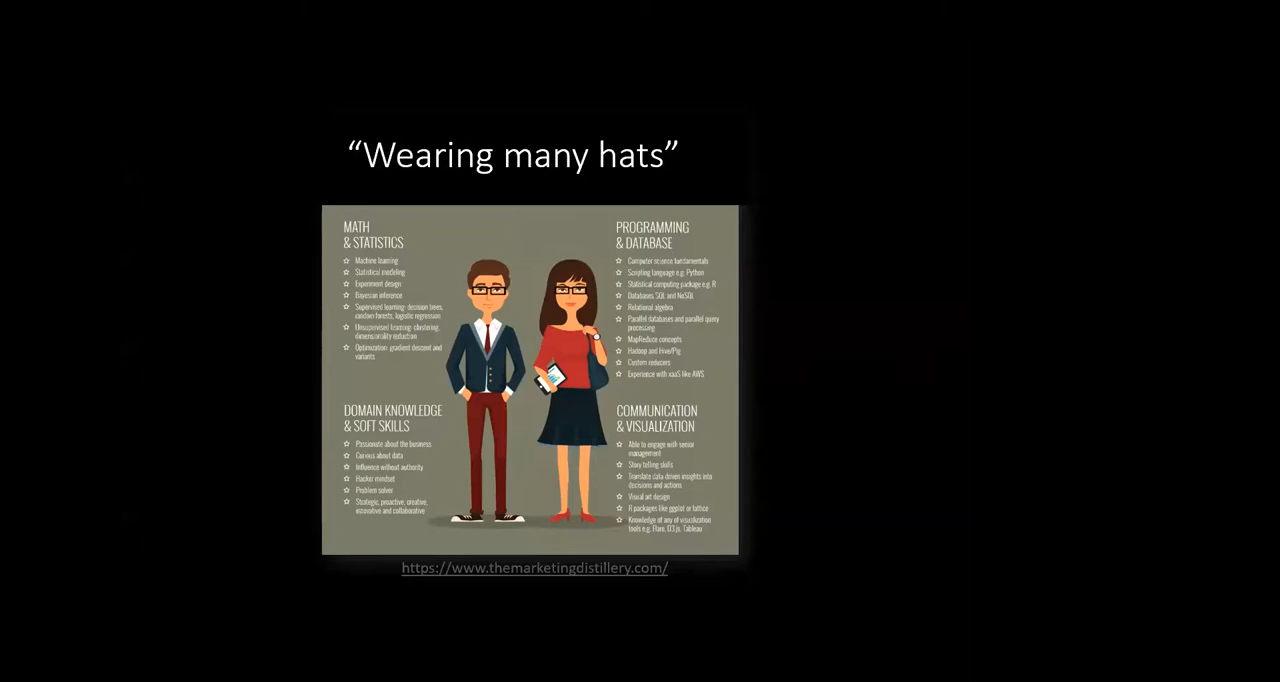 “Wearing many hats”
MATH
& STATISTICS
Machine learning
Statistical modeling
Experiment design
Bayesian inference
Supervised learning: decision trees,
random forests, logistic regression
Unsupervised learning: clustering,
dimensionality reduction
Optimization: gradient descent and
variants
DOMAIN KNOWLEDGE
& SOFT SKILLS
Passionate about the business
Curious about data
Influence without authority
Hacker mindset
Problem solver
Strategic, proactive, creative,
innovative and collaborative
PROGRAMMING
& DATABASE
Computer science fundamentals
Scripting language e.g. Python
Statistical computing package e.g. R
Databases SQL and NoSQL
Relational algebra
Parallel databases and parallel query
processing
MapReduce concepts
Hadoop and Hive/Pig
Custom reducers
Experience with xaaS like AWS
COMMUNICATION
& VISUALIZATION
Able to engage with senior
management
Story telling skills
Translate data-driven insights into
decisions and actions
Visual art design
R packages like ggplot or lattice
Knowledge of any of visualization
tools e.g. Flare, D3.js, Tableau
https://www.themarketingdistillery.com/